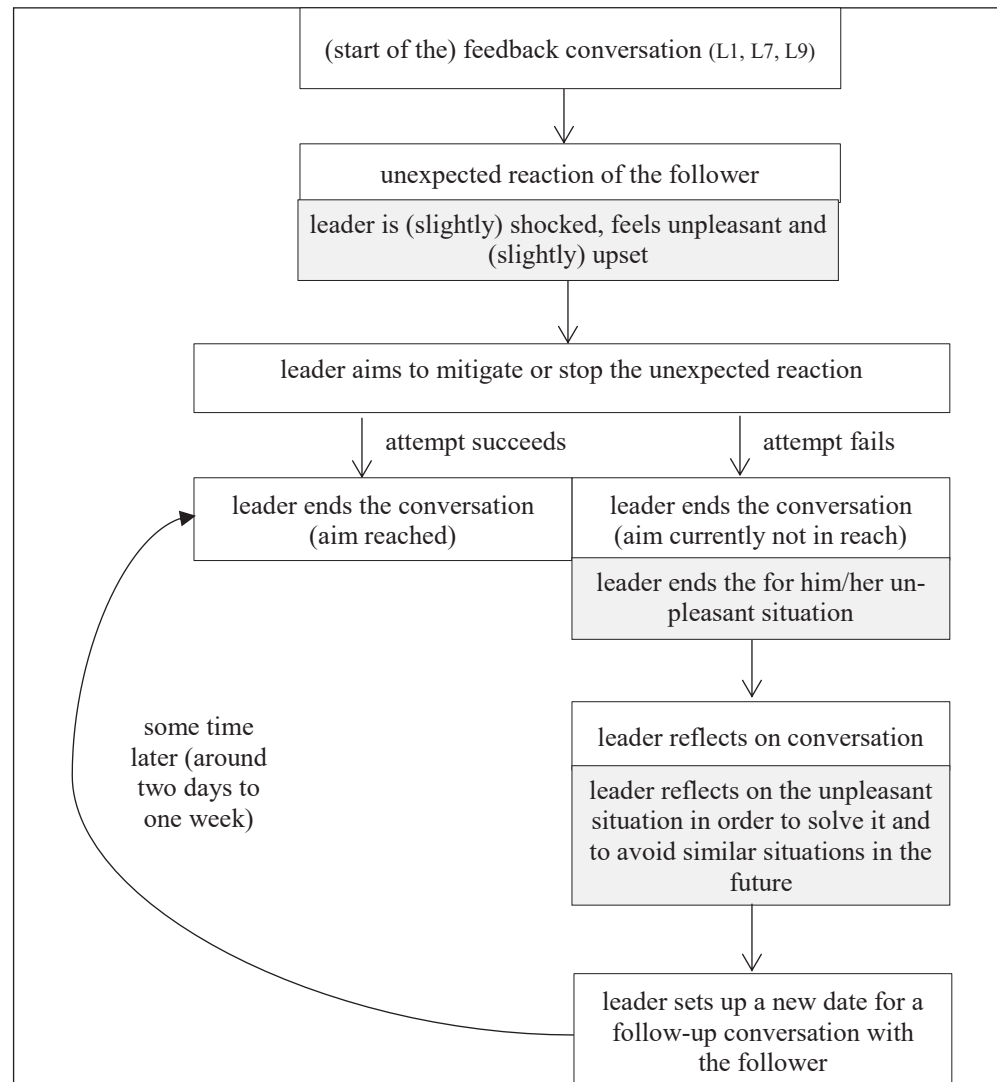 (start of the) feedback conversation (L1, L7, L9)
unexpected reaction of the follower
leader is (slightly) shocked, feels unpleasant and
(slightly) upset
leader aims to mitigate or stop the unexpected reaction
attempt succeeds
attempt fails
leader ends the conversation
(aim reached)
leader ends the conversation
(aim currently not in reach)
leader ends the for him/her un-
pleasant situation
some time
later (around
two days to
one week)
leader reflects on conversation
leader reflects on the unpleasant
situation in order to solve it and
to avoid similar situations in the
future
leader sets up a new date for a
follow-up conversation with
the follower